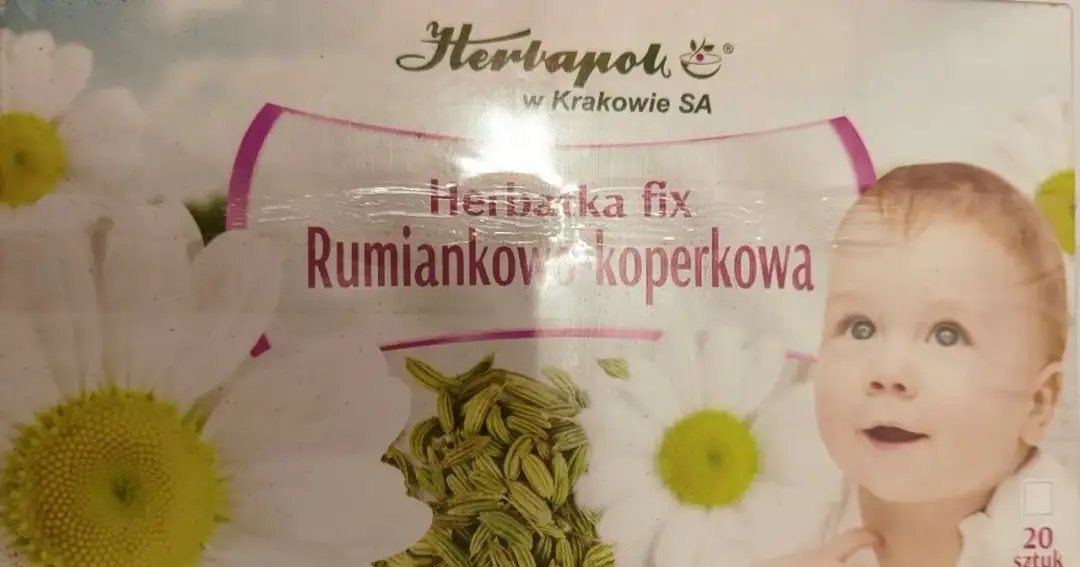 Herbapol ®
w Krakowie SA
Herbatka fix
Rumiankowo koperkowa
20
sztuk